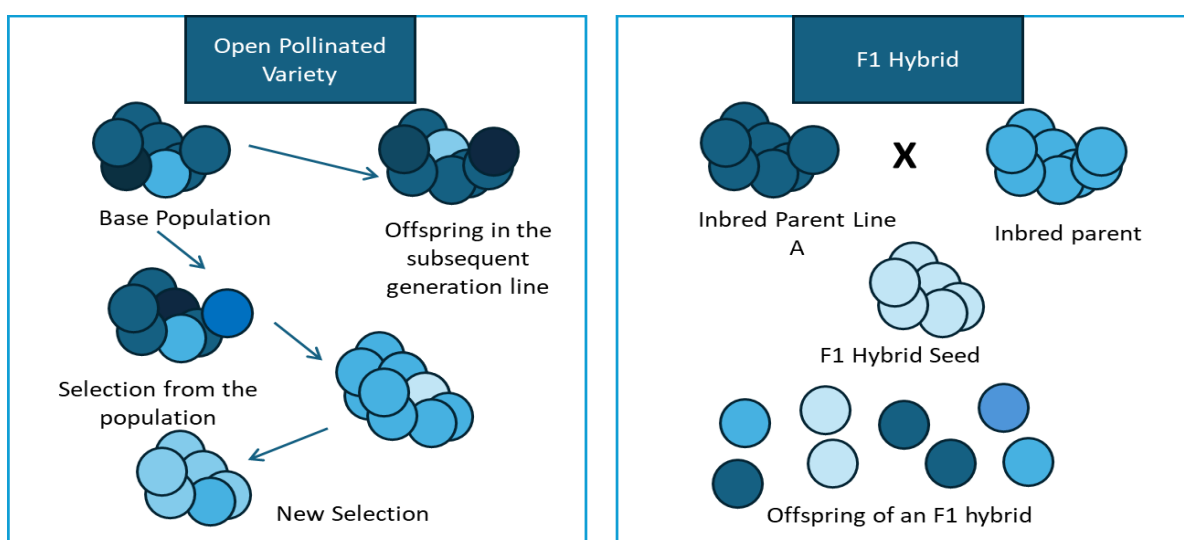 Open Pollinated
Variety
Base Population
Offspring in the
subsequent
generation line
Selection from the
population
New Selection
F1 Hybrid
X
Inbred Parent Line
A
Inbred parent
F1 Hybrid Seed
Offspring of an F1 hybrid